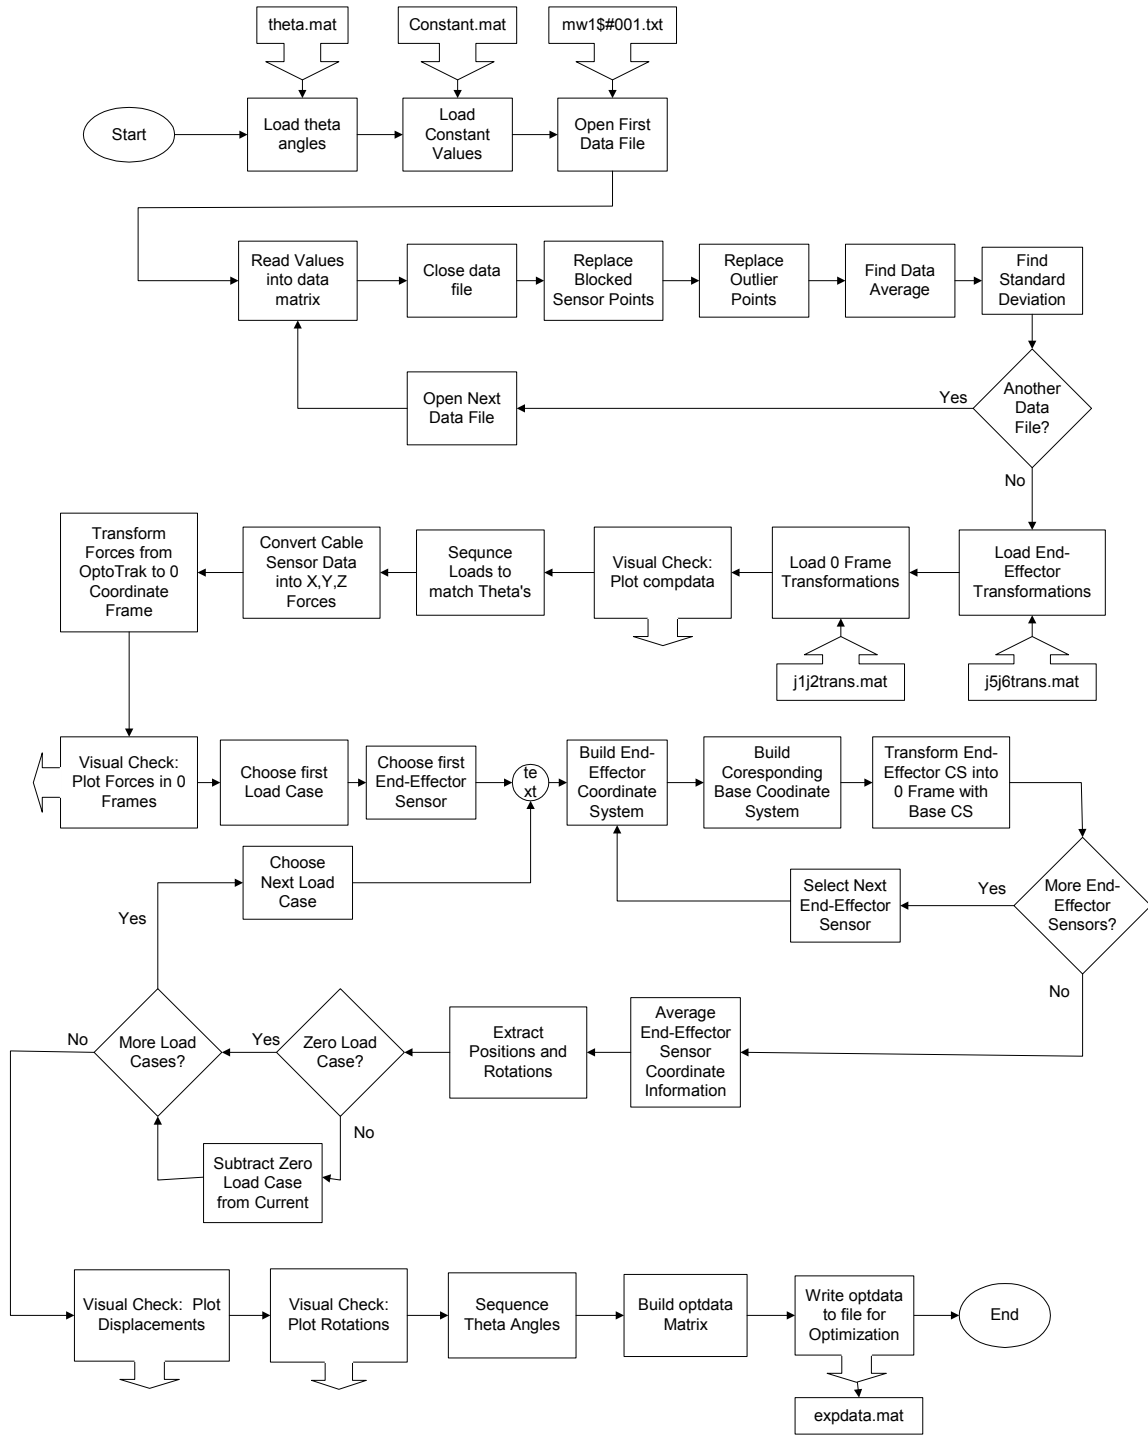 theta.mat
Constant.mat
mw1$#001.txt
Start
Load theta
angles
Load
Constant
Values
Open First
Data File
Read Values
into data
matrix
Close data
file
Replace
Blocked
Sensor Points
Replace
Outlier
Points
Find Data
Average
Find
Standard
Deviation
Open Next
Data File
Yes
Another
Data
File?
No
Transform
Forces from
OptoTrak to 0
Coordinate
Frame
Convert Cable
Sensor Data
into X,Y,Z
Forces
Sequnce
Loads to
match Theta's
Visual Check:
Plot compdata
Load 0 Frame
Transformations
Load End-
Effector
Transformations
j1j2trans.mat
j5j6trans.mat
Visual Check:
Plot Forces in 0
Frames
Choose first
Load Case
Choose first
End-Effector
Sensor
te
xt
Build End-
Effector
Coordinate
System
Build
Coresponding
Base Coodinate
System
Transform End-
Effector CS into
0 Frame with
Base CS
Choose
Next Load
Case
Yes
Select Next
End-Effector
Sensor
Yes
More End-
Effector
Sensors?
No
No
More Load
Cases?
Yes
Zero Load
Case?
No
Extract
Positions and
Rotations
Average
End-Effector
Sensor
Coordinate
Information
Subtract Zero
Load Case
from Current
Visual Check:  Plot
Displacements
Visual Check:
Plot Rotations
Sequence
Theta Angles
Build optdata
Matrix
Write optdata
to file for
Optimization
End
expdata.mat